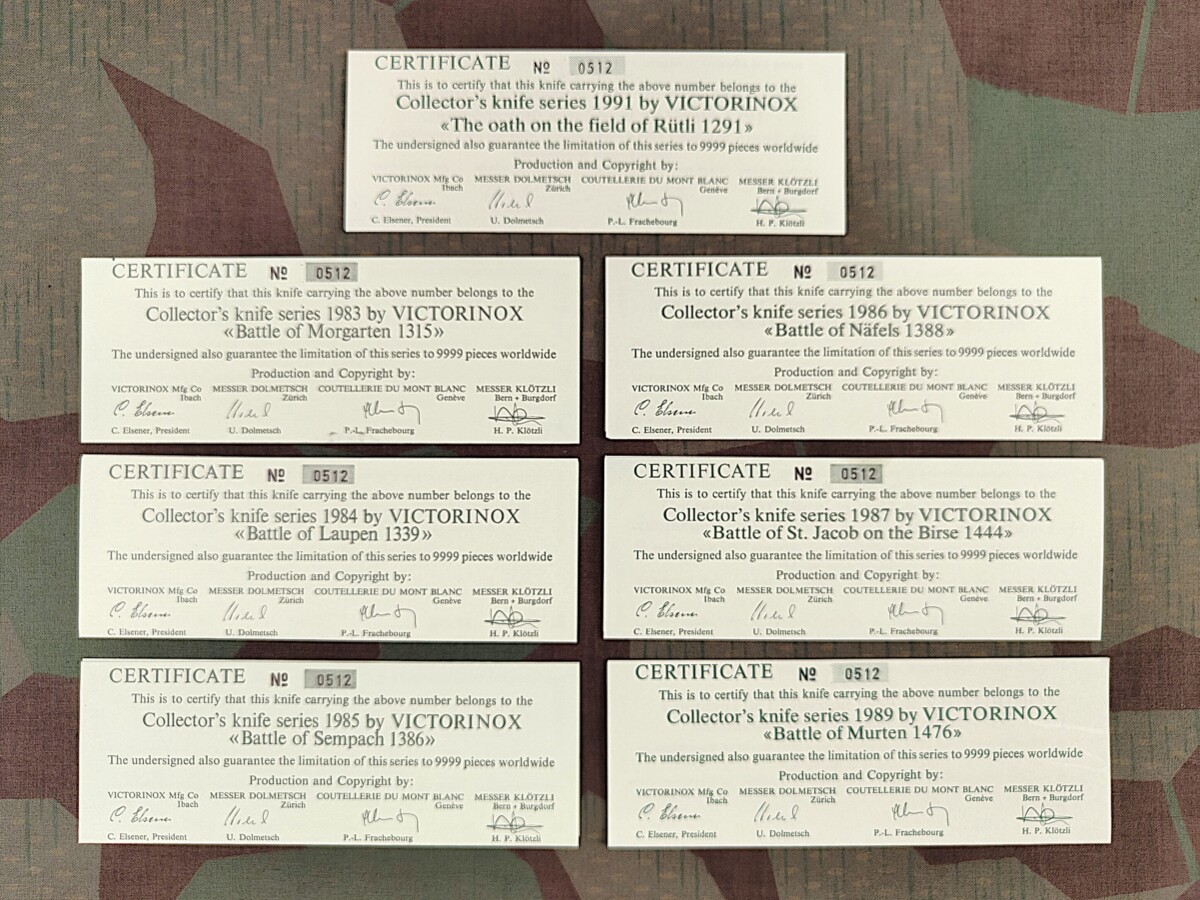 CERTIFICATE Nº 0512
This is to certify that this knife carrying the above number belongs to the
Collector's knife series 1991 by VICTORINOX
«The oath on the field of Rütli 1291»
The undersigned also guarantee the limitation of this series to 9999 pieces worldwide
Production and Copyright by:
VICTORINOX Mfg Co MESSER DOLMETSCH COUTELLERIE DU MONT BLANC MESSER KLÖTZLI
Ibach Zürich Genève Bern + Burgdorf
C. Elsener
C. Elsener, President U. Dolmetsch P.-L. Frachebourg H. P. Klötzli
CERTIFICATE Nº 0512
This is to certify that this knife carrying the above number belongs to the
Collector's knife series 1983 by VICTORINOX
«Battle of Morgarten 1315»
The undersigned also guarantee the limitation of this series to 9999 pieces worldwide
Production and Copyright by:
VICTORINOX Mfg Co MESSER DOLMETSCH COUTELLERIE DU MONT BLANC MESSER KLÖTZLI
Ibach Zürich Genève Bern + Burgdorf
C. Elsener
C. Elsener, President U. Dolmetsch P.-L. Frachebourg H. P. Klötzli
CERTIFICATE Nº 0512
This is to certify that this knife carrying the above number belongs to the
Collector's knife series 1986 by VICTORINOX
«Battle of Näfels 1388»
The undersigned also guarantee the limitation of this series to 9999 pieces worldwide
Production and Copyright by:
VICTORINOX Mfg Co MESSER DOLMETSCH COUTELLERIE DU MONT BLANC MESSER KLÖTZLI
Ibach Zürich Genève Bern + Burgdorf
C. Elsener
C. Elsener, President U. Dolmetsch P.-L. Frachebourg H. P. Klötzli
CERTIFICATE Nº 0512
This is to certify that this knife carrying the above number belongs to the
Collector's knife series 1984 by VICTORINOX
«Battle of Laupen 1339»
The undersigned also guarantee the limitation of this series to 9999 pieces worldwide
Production and Copyright by:
VICTORINOX Mfg Co MESSER DOLMETSCH COUTELLERIE DU MONT BLANC MESSER KLÖTZLI
Ibach Zürich Genève Bern + Burgdorf
C. Elsener
C. Elsener, President U. Dolmetsch P.-L. Frachebourg H. P. Klötzli
CERTIFICATE Nº 0512
This is to certify that this knife carrying the above number belongs to the
Collector's knife series 1987 by VICTORINOX
«Battle of St. Jacob on the Birse 1444»
The undersigned also guarantee the limitation of this series to 9999 pieces worldwide
Production and Copyright by:
VICTORINOX Mfg Co MESSER DOLMETSCH COUTELLERIE DU MONT BLANC MESSER KLÖTZLI
Ibach Zürich Genève Bern + Burgdorf
C. Elsener
C. Elsener, President U. Dolmetsch P.-L. Frachebourg H. P. Klötzli
CERTIFICATE Nº 0512
This is to certify that this knife carrying the above number belongs to the
Collector's knife series 1985 by VICTORINOX
«Battle of Sempach 1386»
The undersigned also guarantee the limitation of this series to 9999 pieces worldwide
Production and Copyright by:
VICTORINOX Mfg Co MESSER DOLMETSCH COUTELLERIE DU MONT BLANC MESSER KLÖTZLI
Ibach Zürich Genève Bern + Burgdorf
C. Elsener
C. Elsener, President U. Dolmetsch P.-L. Frachebourg H. P. Klötzli
CERTIFICATE Nº 0512
This is to certify that this knife carrying the above number belongs to the
Collector's knife series 1989 by VICTORINOX
«Battle of Murten 1476»
The undersigned also guarantee the limitation of this series to 9999 pieces worldwide
Production and Copyright by:
VICTORINOX Mfg Co MESSER DOLMETSCH COUTELLERIE DU MONT BLANC MESSER KLÖTZLI
Ibach Zürich Genève Bern + Burgdorf
C. Elsener
C. Elsener, President U. Dolmetsch P.-L. Frachebourg H. P. Klötzli